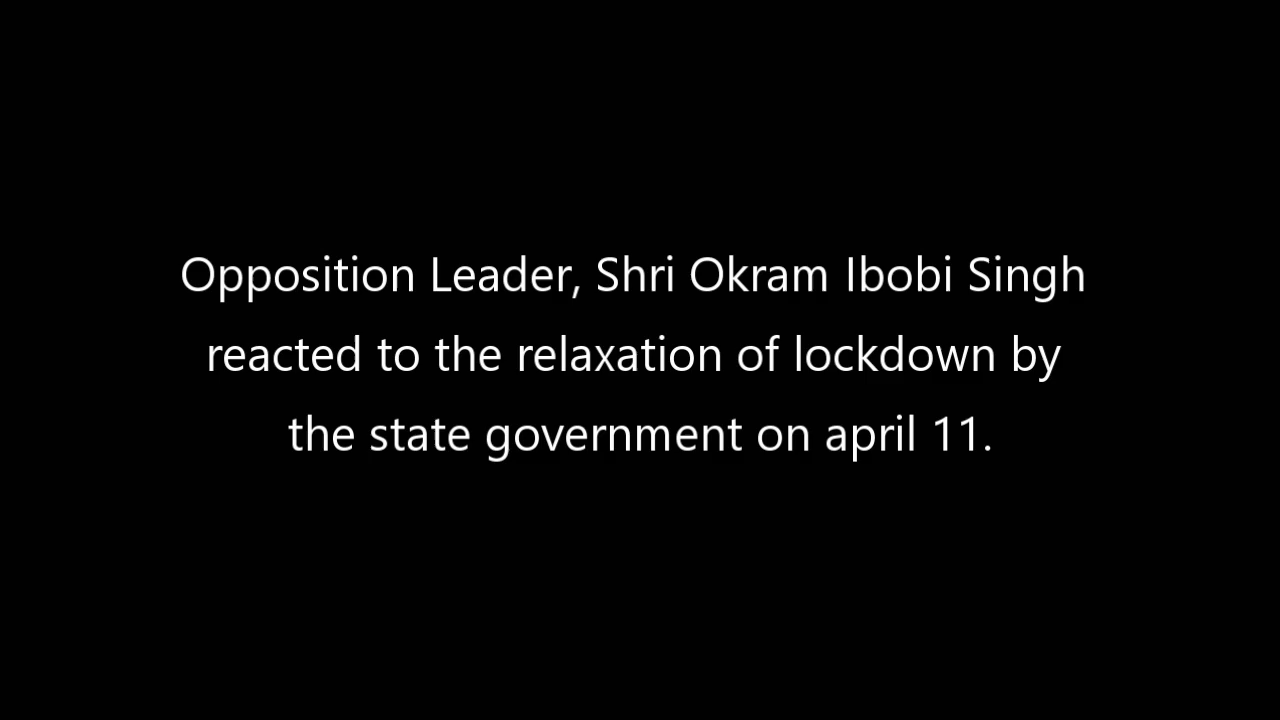 Opposition Leader, Shri Okram Ibobi Singh
reacted to the relaxation of lockdown by
the state government on april 11.